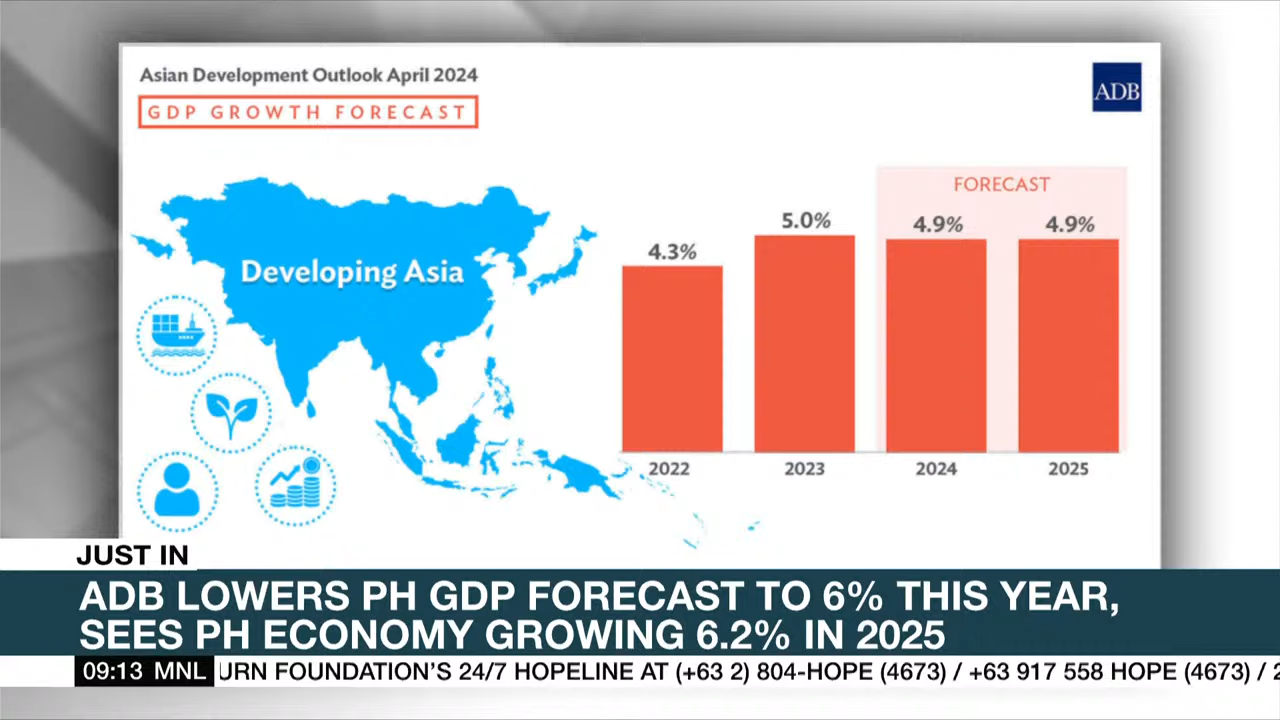 Asian Development Outlook April 2024
GDP GROWTH FORECAST
ADB
Developing Asia
FORECAST
4.3%
5.0%
4.9%
4.9%
2022
2023
2024
2025
JUST IN
ADB LOWERS PH GDP FORECAST TO 6% THIS YEAR,
SEES PH ECONOMY GROWING 6.2% IN 2025
09:13 MNL
URN FOUNDATION'S 24/7 HOPELINE AT (+63 2) 804-HOPE (4673) / +63 917 558 HOPE (4673) / 2